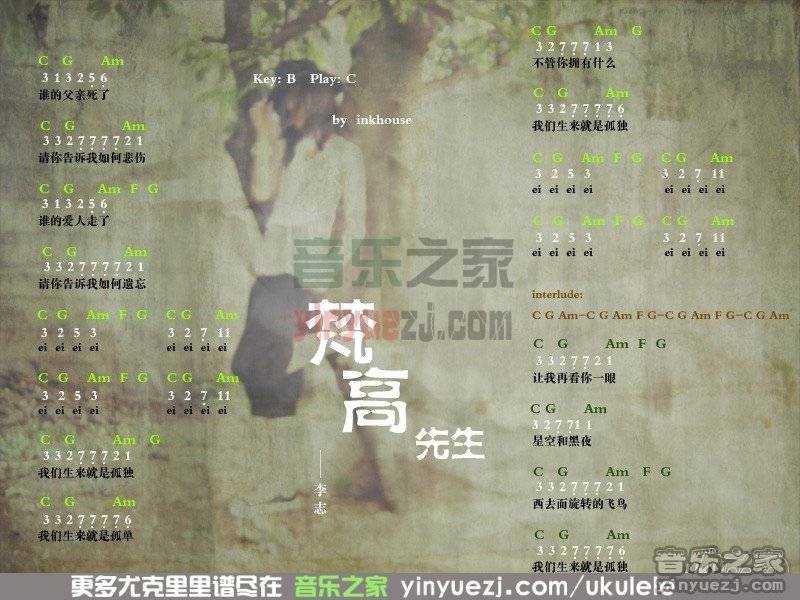 C G Am
3 1 3 2 5 6
谁的父亲死了
C G Am
3 3 2 7 7 7 7 2 1
请你告诉我如何悲伤
C G Am F G
3 1 3 2 5 6
谁的爱人走了
C G Am
3 3 2 7 7 7 7 2 1
请你告诉我如何遗忘
C G Am F G C G Am
3 2 5 3 3 2 7 11
ei ei ei ei ei ei ei ei
C G Am F G C G Am
3 2 5 3 3 2 7 11
ei ei ei ei ei ei ei ei
C G Am G
3 3 2 7 7 7 2 1
我们生来就是孤独
C G Am
3 3 2 7 7 7 7 6
我们生来就是孤单
Key: B Play: C
by inkhouse
音乐之家
yinyuezj.com
梵高先生
——李志
C G Am G
3 2 7 7 7 1 3
不管你拥有什么
C G Am
3 3 2 7 7 7 7 6
我们生来就是孤独
C G Am F G C G Am
3 2 5 3 3 2 7 11
ei ei ei ei ei ei ei ei
C G Am F G C G Am
3 2 5 3 3 2 7 11
ei ei ei ei ei ei ei ei
interlude:
C G Am-C G Am F G-C G Am F G-C G Am
C G Am F G
3 3 2 7 7 2 1
让我再看你一眼
C G Am
3 2 7 7 1 1
星空和黑夜
C G Am F G
3 3 2 7 7 7 2 1
西去而旋转的飞鸟
C G Am
3 3 2 7 7 7 7 6
我们生来就是孤独
音乐之家
YINYUEZJ.COM
更多尤克里里谱尽在 音乐之家 yinyuezj.com/ukulele